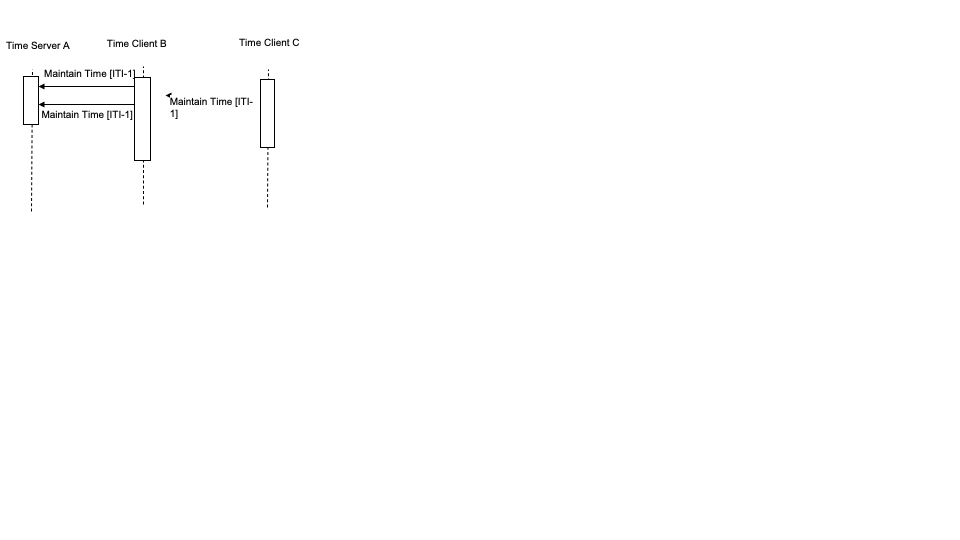 Time Server A
Time Client B
Time Client C
Maintain Time [ITI-1]
Maintain Time [ITI-
1]
Maintain Time [ITI-1]